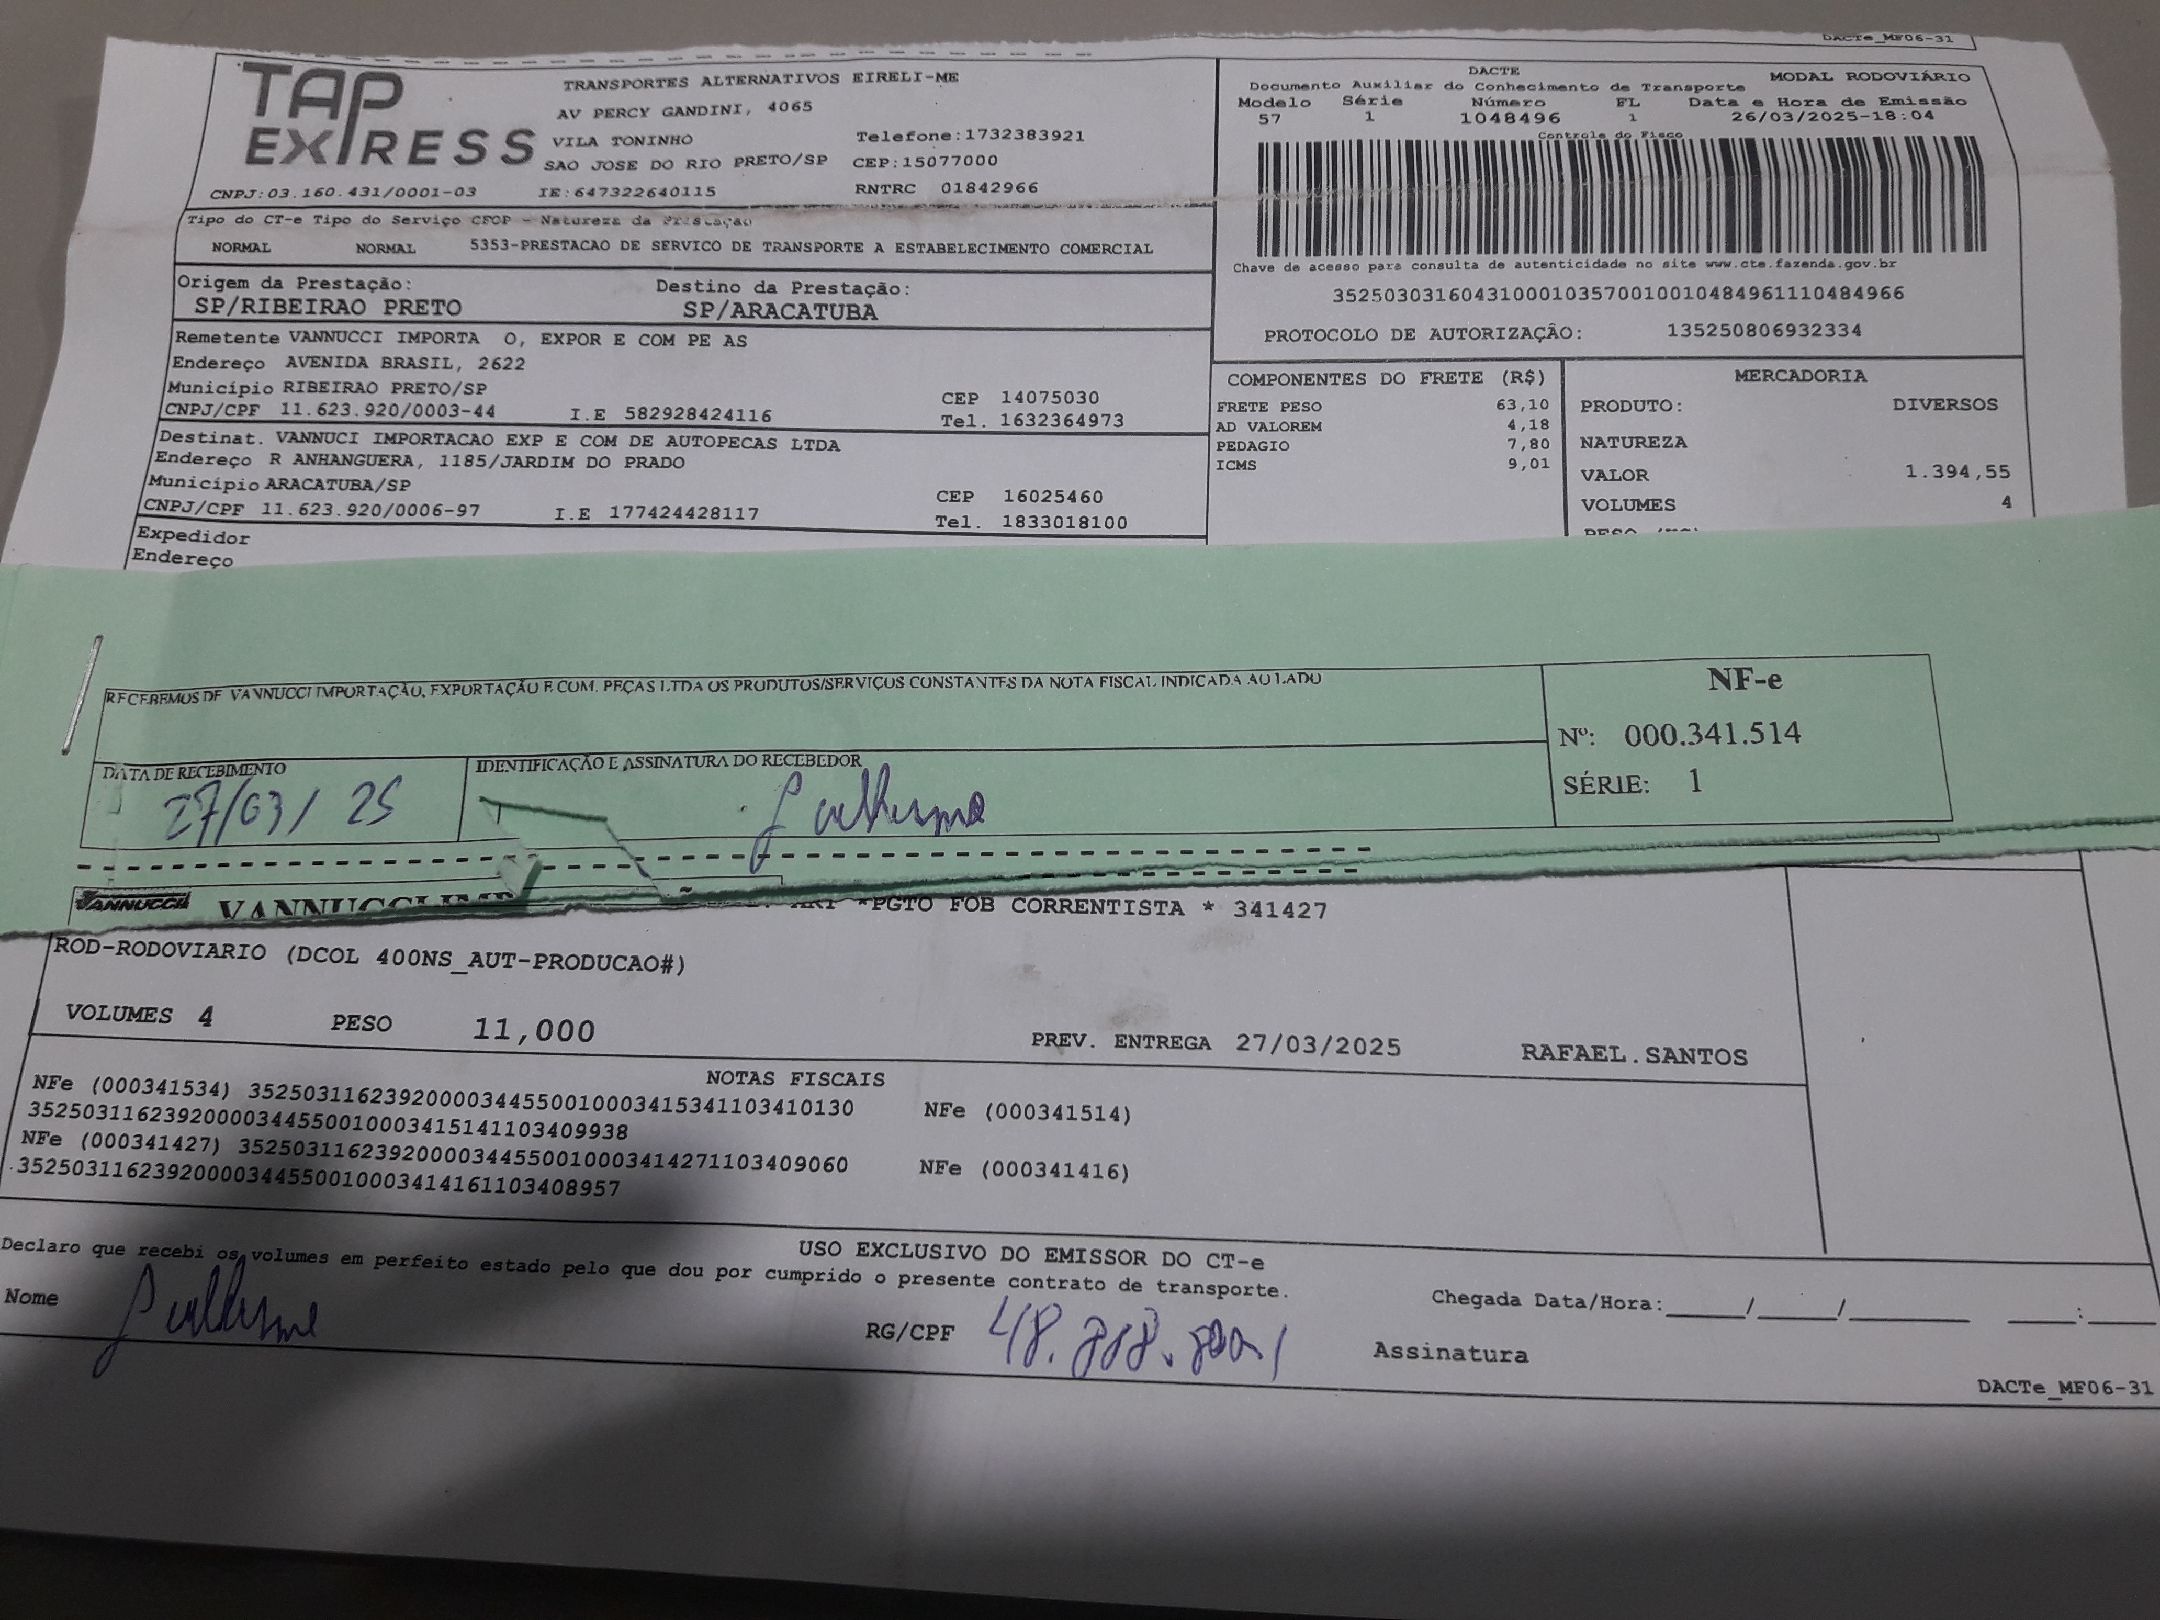 DACTe_MF06-31
TAP EXPRESS
TRANSPORTES ALTERNATIVOS EIRELI-ME
AV PERCY GANDINI, 4065
VILA TONINHO Telefone:1732383921
SAO JOSE DO RIO PRETO/SP CEP:15077000
CNPJ:03.160.431/0001-03 IE:647322640115 RNTRC 01842966
DACTE MODAL RODOVIÁRIO
Documento Auxiliar do Conhecimento de Transporte
Modelo Série Número FL Data e Hora de Emissão
57 1 1048496 1 26/03/2025-18:04
Controle do Fisco
Chave de acesso para consulta de autenticidade no site www.cte.fazenda.gov.br
35250303160431000103570010010484961110484966
PROTOCOLO DE AUTORIZAÇÃO: 135250806932334
Tipo do CT-e Tipo do Serviço CFOP - Natureza da Prestação
NORMAL NORMAL 5353-PRESTACAO DE SERVICO DE TRANSPORTE A ESTABELECIMENTO COMERCIAL
Origem da Prestação: Destino da Prestação:
SP/RIBEIRAO PRETO SP/ARACATUBA
Remetente VANNUCCI IMPORTA O, EXPOR E COM PE AS
Endereço AVENIDA BRASIL, 2622
Município RIBEIRAO PRETO/SP CEP 14075030
CNPJ/CPF 11.623.920/0003-44 I.E 582928424116 Tel. 1632364973
Destinat. VANNUCI IMPORTACAO EXP E COM DE AUTOPECAS LTDA
Endereço R ANHANGUERA, 1185/JARDIM DO PRADO
Município ARACATUBA/SP CEP 16025460
CNPJ/CPF 11.623.920/0006-97 I.E 177424428117 Tel. 1833018100
Expedidor
Endereço
COMPONENTES DO FRETE (R$)
FRETE PESO 63,10
AD VALOREM 4,18
PEDAGIO 7,80
ICMS 9,01
MERCADORIA
PRODUTO: DIVERSOS
NATUREZA
VALOR 1.394,55
VOLUMES 4
RECEBEMOS DE VANNUCCI IMPORTAÇÃO, EXPORTAÇÃO E COM. PEÇAS LTDA OS PRODUTOS/SERVIÇOS CONSTANTES DA NOTA FISCAL INDICADA AO LADO
NF-e
Nº: 000.341.514
SÉRIE: 1
DATA DE RECEBIMENTO IDENTIFICAÇÃO E ASSINATURA DO RECEBEDOR
27/03/25 Guilherme
VANNUCCI VANNUCCI IMP
*PGTO FOB CORRENTISTA * 341427
ROD-RODOVIARIO (DCOL 400NS_AUT-PRODUCAO#)
VOLUMES 4 PESO 11,000 PREV. ENTREGA 27/03/2025 RAFAEL.SANTOS
NOTAS FISCAIS
NFe (000341534) 35250311623920000344550010003415341103410130 NFe (000341514)
35250311623920000344550010003415141103409938
NFe (000341427) 35250311623920000344550010003414271103409060 NFe (000341416)
35250311623920000344550010003414161103408957
USO EXCLUSIVO DO EMISSOR DO CT-e
Declaro que recebi os volumes em perfeito estado pelo que dou por cumprido o presente contrato de transporte.
Nome Guilherme RG/CPF Chegada Data/Hora:____/____/______ ____:____
Assinatura
DACTe_MF06-31